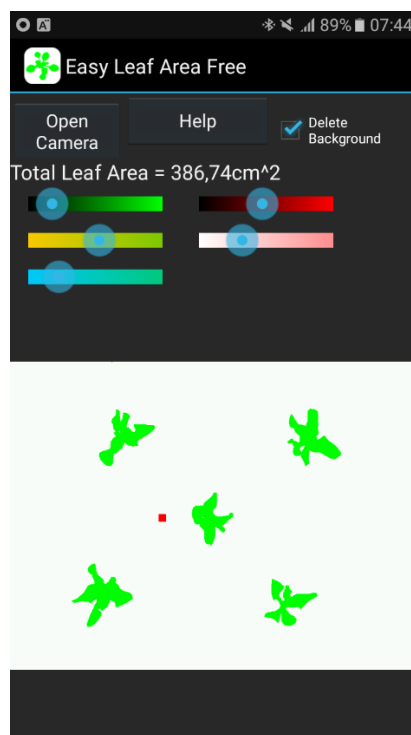 89% 07:44
Easy Leaf Area Free
Open
Camera
Help
Delete
Background
Total Leaf Area = 386,74cm^2